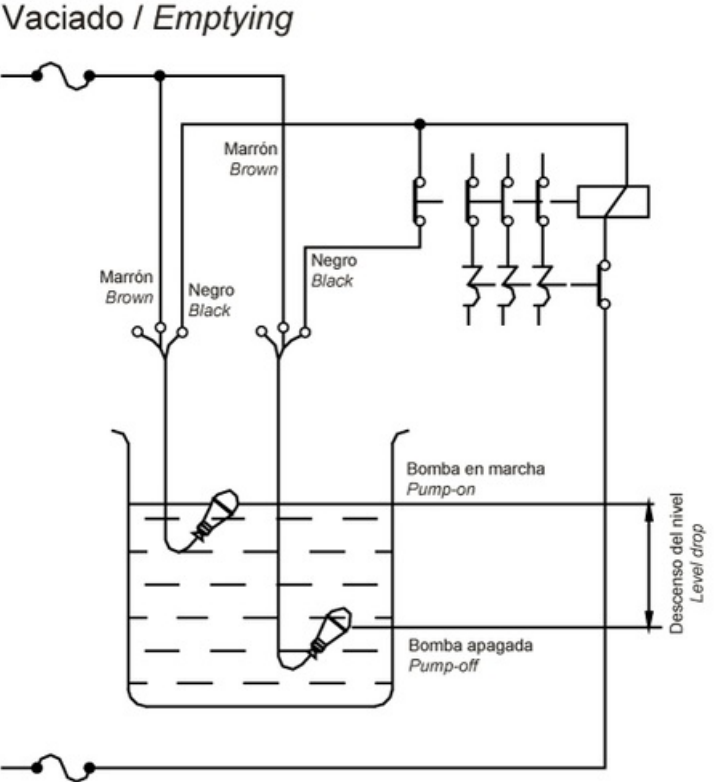 Vaciado / Emptying
Marrón
Brown
Negro
Black
Marrón
Brown
Negro
Black
Bomba en marcha
Pump-on
Descenso del nivel
Level drop
Bomba apagada
Pump-off